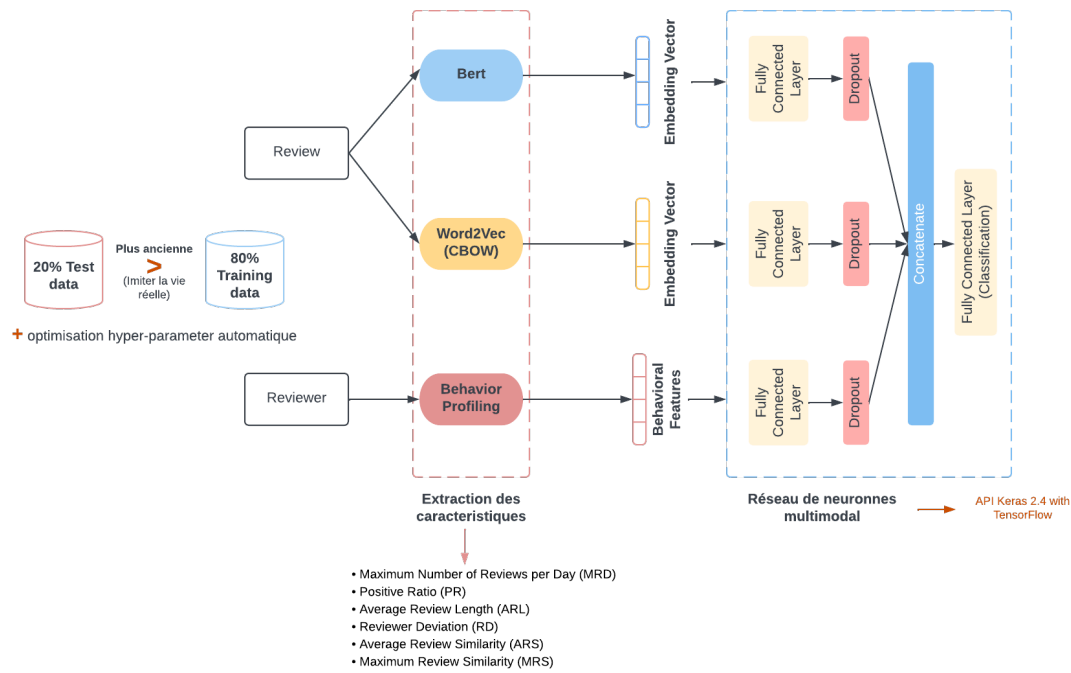 Bert
Embedding Vector
Fully
Connected
Layer
Dropout
Review
Word2Vec
(CBOW)
Embedding Vector
Fully
Connected
Layer
Dropout
Concatenate
Fully Connected Layer
(Classification)
20% Test
data
Plus ancienne
>
(Imiter la vie
réelle)
80%
Training
data
+ optimisation hyper-parameter automatique
Reviewer
Behavior
Profiling
Behavioral
Features
Fully
Connected
Layer
Dropout
Extraction des
caracteristiques
Réseau de neuronnes
multimodal
API Keras 2.4 with
TensorFlow
• Maximum Number of Reviews per Day (MRD)
• Positive Ratio (PR)
• Average Review Length (ARL)
• Reviewer Deviation (RD)
• Average Review Similarity (ARS)
• Maximum Review Similarity (MRS)